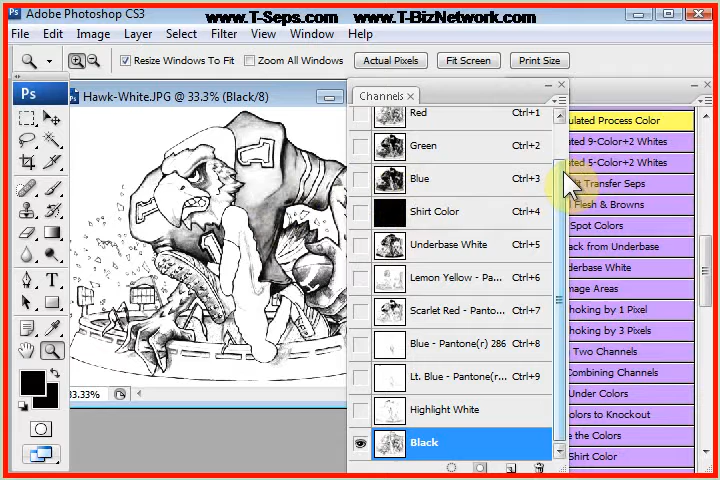 Adobe Photoshop CS3
www.T-Seps.com www.T-BizNetwork.com
File Edit Image Layer Select Filter View Window Help
Resize Windows To Fit Zoom All Windows Actual Pixels Fit Screen Print Size
Ps
Hawk-White.JPG @ 33.3% (Black/8)
Channels ×
Red Ctrl+1
Green Ctrl+2
Blue Ctrl+3
Shirt Color Ctrl+4
Underbase White Ctrl+5
Lemon Yellow - Pa... Ctrl+6
Scarlet Red - Panton... Ctrl+7
Blue - Pantone(r) 286 Ctrl+8
Lt. Blue - Pantone(r... Ctrl+9
Highlight White
Black
ulated Process Color
ted 9-Color+2 Whites
ted 5-Color+2 Whites
Transfer Seps
Flesh & Browns
Spot Colors
ack from Underbase
derbase White
mage Areas
hoking by 1 Pixel
hoking by 3 Pixels
Two Channels
Combining Channels
Under Colors
olors to Knockout
e the Colors
Shirt Color
33.33%
T
1